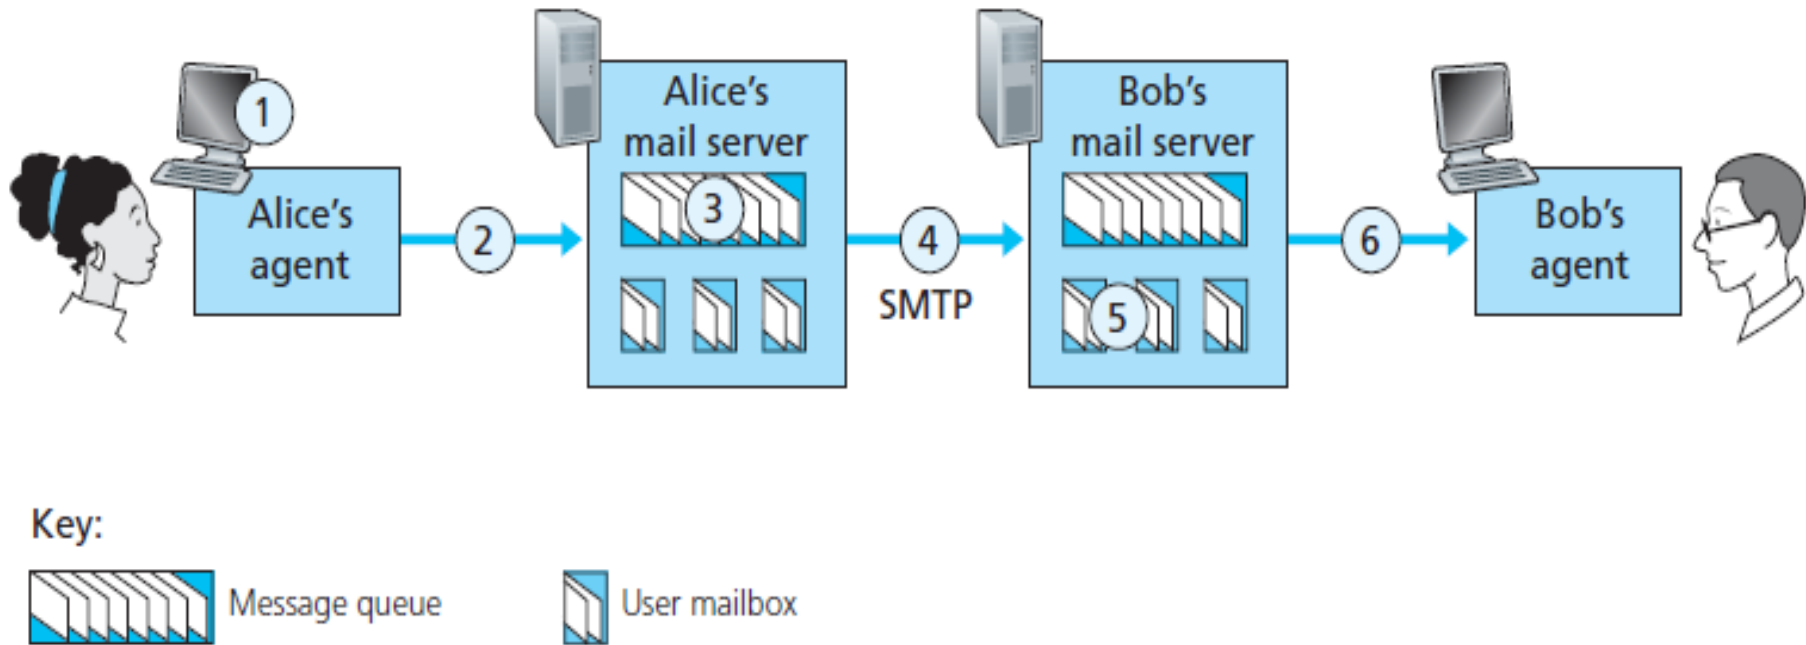 1
Alice's
agent
2
Alice's
mail server
3
4
SMTP
Bob's
mail server
5
6
Bob's
agent
Key:
Message queue
User mailbox